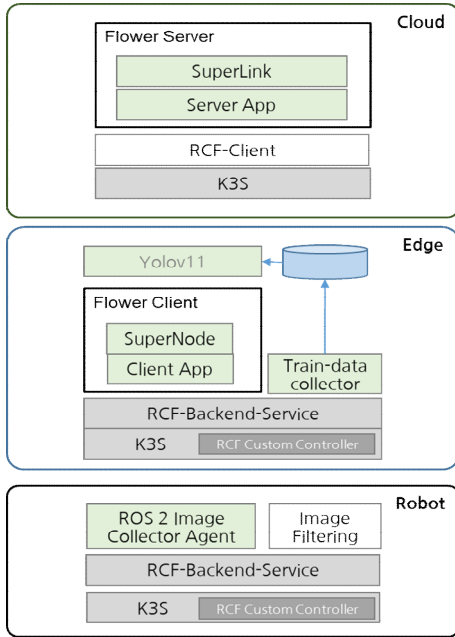 Cloud
Flower Server
SuperLink
Server App
RCF-Client
K3S
Edge
Yolov11
Flower Client
SuperNode
Client App
Train-data
collector
RCF-Backend-Service
K3S
RCF Custom Controller
Robot
ROS 2 Image
Collector Agent
Image
Filtering
RCF-Backend-Service
K3S
RCF Custom Controller